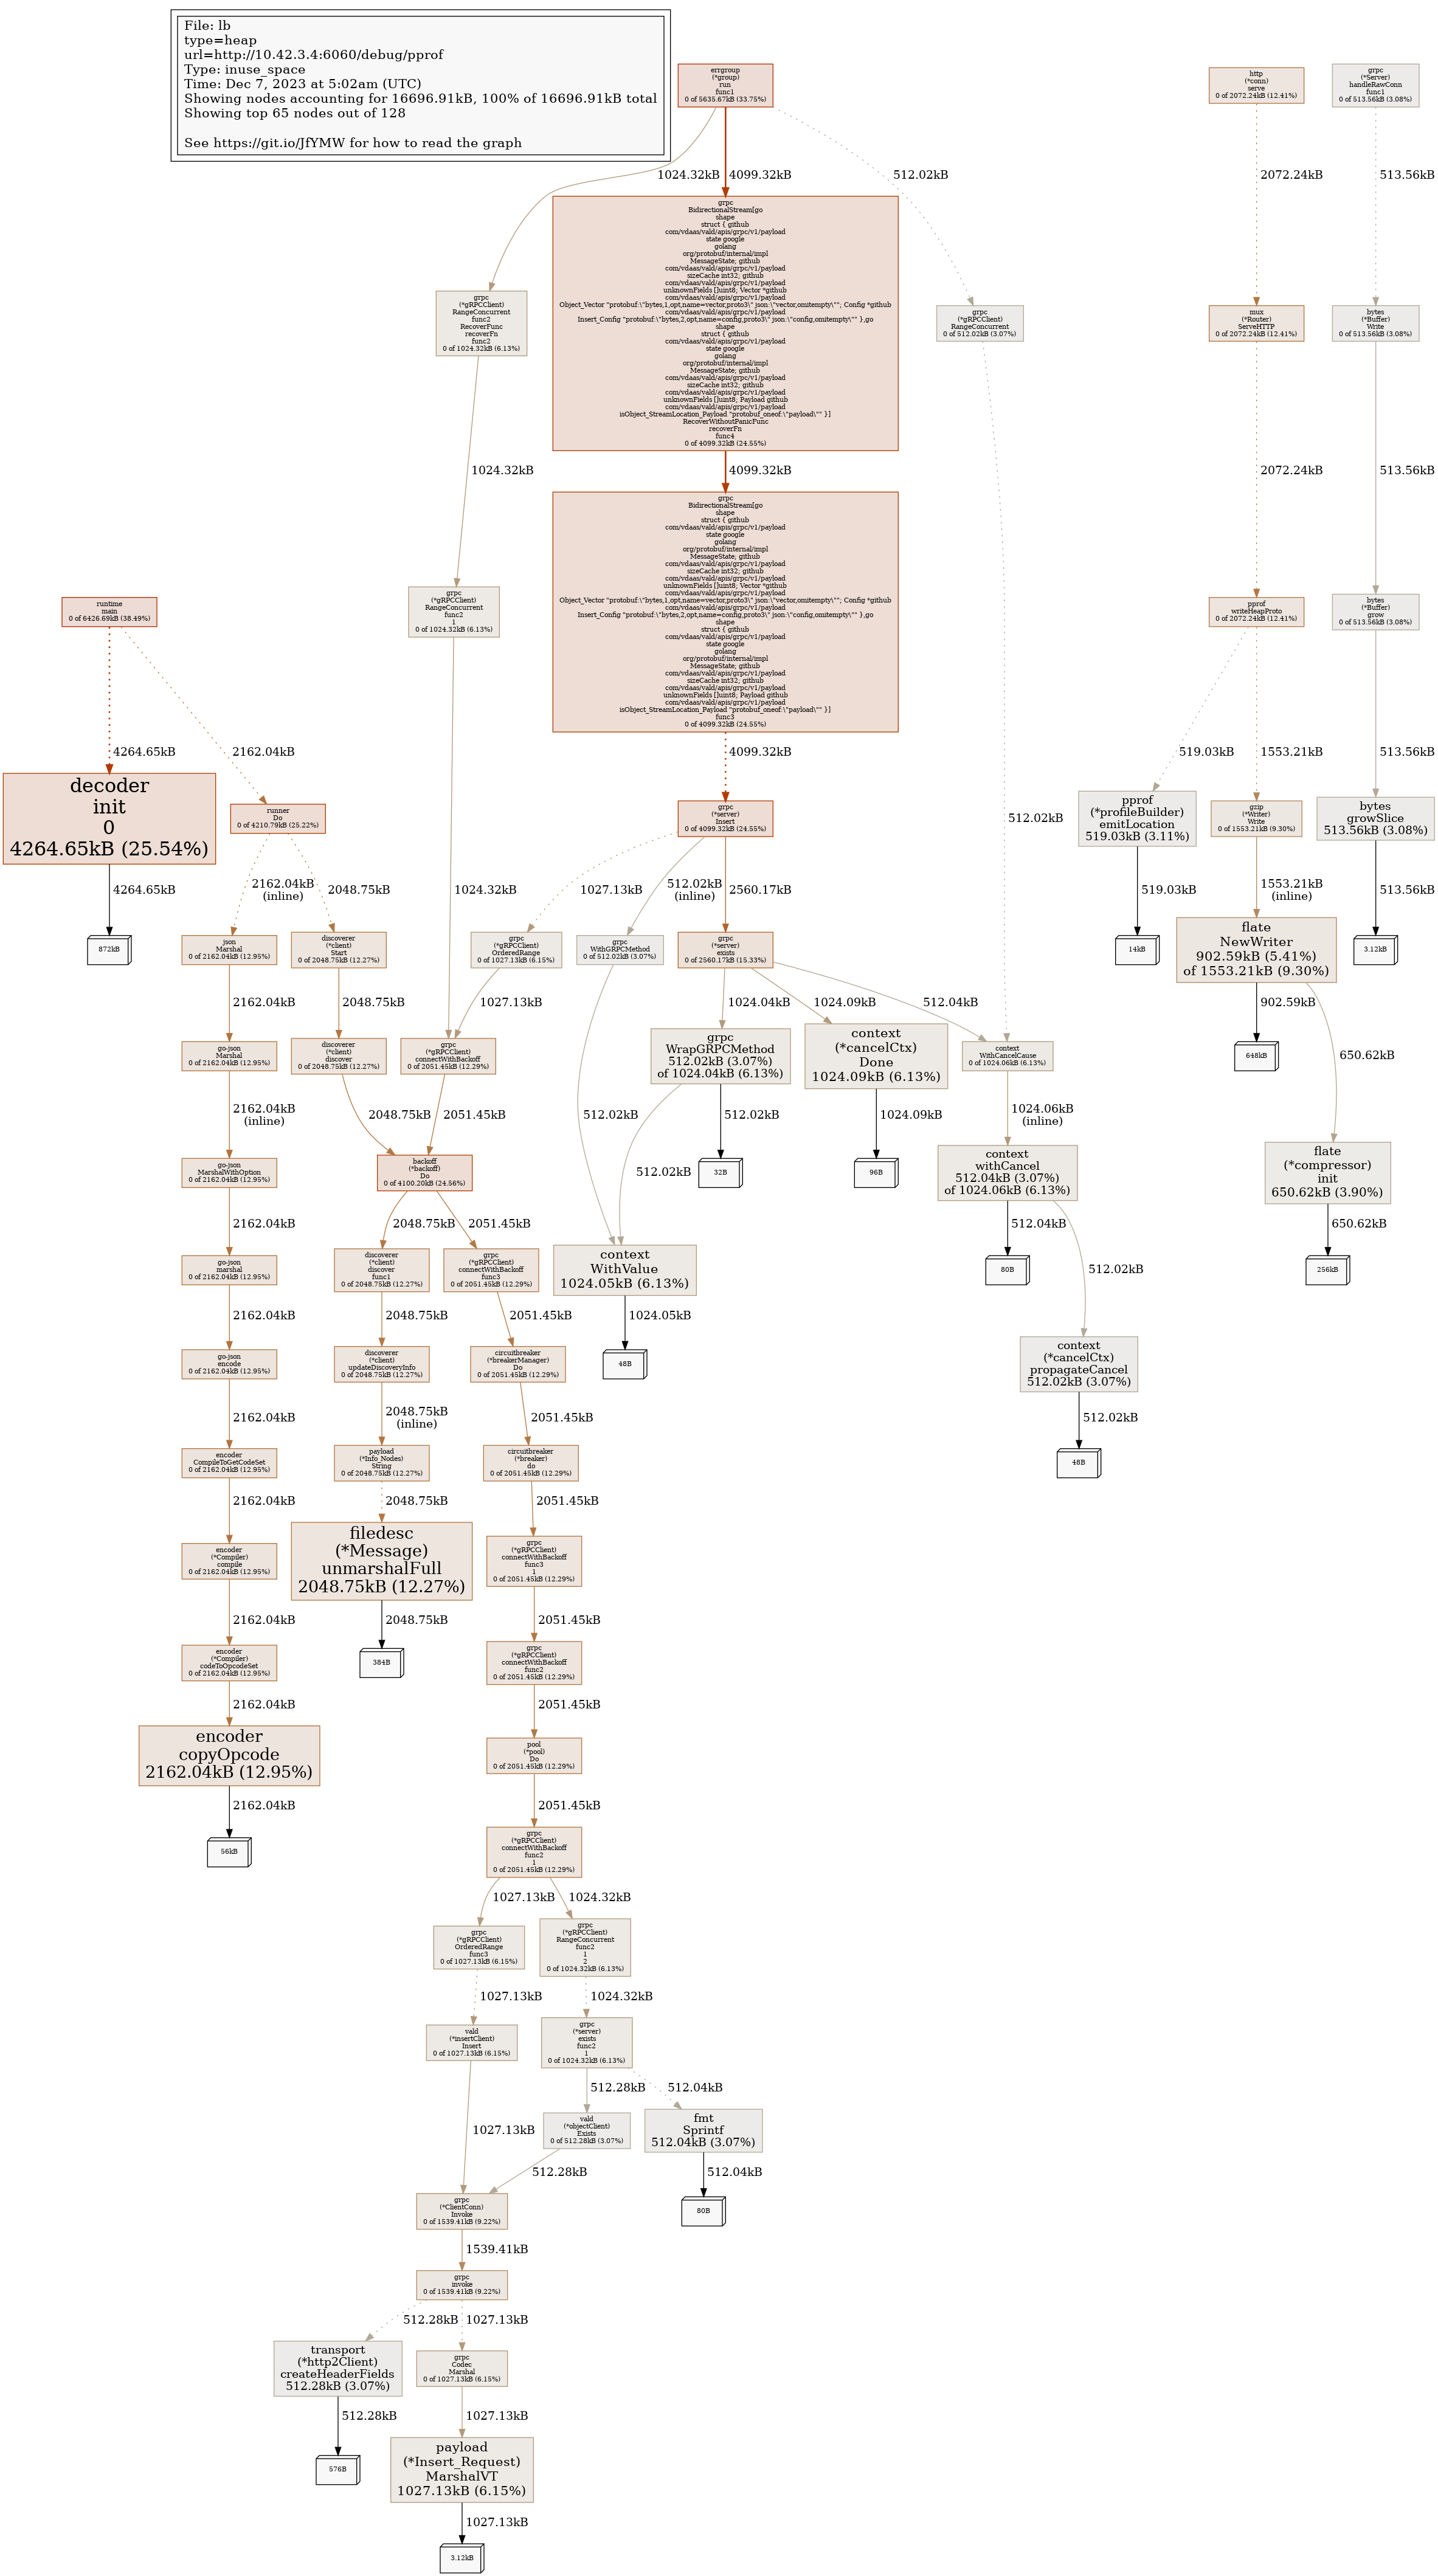 File: lb
type=heap
url=http://10.42.3.4:6060/debug/pprof
Type: inuse_space
Time: Dec 7, 2023 at 5:02am (UTC)
Showing nodes accounting for 16696.91kB, 100% of 16696.91kB total
Showing top 65 nodes out of 128
See https://git.io/JfYMW for how to read the graph
errgroup
(*group)
run
func1
0 of 5635.67kB (33.75%)
http
(*conn)
serve
0 of 2072.24kB (12.41%)
grpc
(*Server)
handleRawConn
func1
0 of 513.56kB (3.08%)
1024.32kB
4099.32kB
512.02kB
2072.24kB
513.56kB
grpc
BidirectionalStream[go
shape
struct { github
com/vdaas/vald/apis/grpc/v1/payload
state google
golang
org/protobuf/internal/impl
MessageState; github
com/vdaas/vald/apis/grpc/v1/payload
sizeCache int32; github
com/vdaas/vald/apis/grpc/v1/payload
unknownFields []uint8; Vector *github
com/vdaas/vald/apis/grpc/v1/payload
Object_Vector "protobuf:\"bytes,1,opt,name=vector,proto3\" json:\"vector,omitempty\""; Config *github
com/vdaas/vald/apis/grpc/v1/payload
Insert_Config "protobuf:\"bytes,2,opt,name=config,proto3\" json:\"config,omitempty\"" },go
shape
struct { github
com/vdaas/vald/apis/grpc/v1/payload
state google
golang
org/protobuf/internal/impl
MessageState; github
com/vdaas/vald/apis/grpc/v1/payload
sizeCache int32; github
com/vdaas/vald/apis/grpc/v1/payload
unknownFields []uint8; Payload github
com/vdaas/vald/apis/grpc/v1/payload
isObject_StreamLocation_Payload "protobuf_oneof:\"payload\"" }]
RecoverWithoutPanicFunc
recoverFn
func4
0 of 4099.32kB (24.55%)
grpc
(*gRPCClient)
RangeConcurrent
func2
RecoverFunc
recoverFn
func2
0 of 1024.32kB (6.13%)
grpc
(*gRPCClient)
RangeConcurrent
0 of 512.02kB (3.07%)
mux
(*Router)
ServeHTTP
0 of 2072.24kB (12.41%)
bytes
(*Buffer)
Write
0 of 513.56kB (3.08%)
1024.32kB
4099.32kB
2072.24kB
513.56kB
grpc
BidirectionalStream[go
shape
struct { github
com/vdaas/vald/apis/grpc/v1/payload
state google
golang
org/protobuf/internal/impl
MessageState; github
com/vdaas/vald/apis/grpc/v1/payload
sizeCache int32; github
com/vdaas/vald/apis/grpc/v1/payload
unknownFields []uint8; Vector *github
com/vdaas/vald/apis/grpc/v1/payload
Object_Vector "protobuf:\"bytes,1,opt,name=vector,proto3\" json:\"vector,omitempty\""; Config *github
com/vdaas/vald/apis/grpc/v1/payload
Insert_Config "protobuf:\"bytes,2,opt,name=config,proto3\" json:\"config,omitempty\"" },go
shape
struct { github
com/vdaas/vald/apis/grpc/v1/payload
state google
golang
org/protobuf/internal/impl
MessageState; github
com/vdaas/vald/apis/grpc/v1/payload
sizeCache int32; github
com/vdaas/vald/apis/grpc/v1/payload
unknownFields []uint8; Payload github
com/vdaas/vald/apis/grpc/v1/payload
isObject_StreamLocation_Payload "protobuf_oneof:\"payload\"" }]
func3
0 of 4099.32kB (24.55%)
runtime
main
0 of 6426.69kB (38.49%)
grpc
(*gRPCClient)
RangeConcurrent
func2
1
0 of 1024.32kB (6.13%)
pprof
writeHeapProto
0 of 2072.24kB (12.41%)
bytes
(*Buffer)
grow
0 of 513.56kB (3.08%)
4264.65kB
2162.04kB
4099.32kB
519.03kB
1553.21kB
513.56kB
decoder
init
0
4264.65kB (25.54%)
runner
Do
0 of 4210.79kB (25.22%)
grpc
(*server)
Insert
0 of 4099.32kB (24.55%)
512.02kB
pprof
(*profileBuilder)
emitLocation
519.03kB (3.11%)
gzip
(*Writer)
Write
0 of 1553.21kB (9.30%)
bytes
growSlice
513.56kB (3.08%)
4264.65kB
2162.04kB
(inline)
2048.75kB
1024.32kB
1027.13kB
512.02kB
(inline)
2560.17kB
519.03kB
1553.21kB
(inline)
513.56kB
872kB
json
Marshal
0 of 2162.04kB (12.95%)
discoverer
(*client)
Start
0 of 2048.75kB (12.27%)
grpc
(*gRPCClient)
OrderedRange
0 of 1027.13kB (6.15%)
grpc
WithGRPCMethod
0 of 512.02kB (3.07%)
grpc
(*server)
exists
0 of 2560.17kB (15.33%)
14kB
flate
NewWriter
902.59kB (5.41%)
of 1553.21kB (9.30%)
3.12kB
2162.04kB
2048.75kB
1027.13kB
1024.04kB
1024.09kB
512.04kB
902.59kB
go-json
Marshal
0 of 2162.04kB (12.95%)
discoverer
(*client)
discover
0 of 2048.75kB (12.27%)
grpc
(*gRPCClient)
connectWithBackoff
0 of 2051.45kB (12.29%)
grpc
WrapGRPCMethod
512.02kB (3.07%)
of 1024.04kB (6.13%)
context
(*cancelCtx)
Done
1024.09kB (6.13%)
context
WithCancelCause
0 of 1024.06kB (6.13%)
648kB
650.62kB
2162.04kB
(inline)
2048.75kB
2051.45kB
512.02kB
512.02kB
1024.09kB
1024.06kB
(inline)
go-json
MarshalWithOption
0 of 2162.04kB (12.95%)
backoff
(*backoff)
Do
0 of 4100.20kB (24.56%)
512.02kB
32B
96B
context
withCancel
512.04kB (3.07%)
of 1024.06kB (6.13%)
flate
(*compressor)
init
650.62kB (3.90%)
2162.04kB
2048.75kB
2051.45kB
512.04kB
650.62kB
go-json
marshal
0 of 2162.04kB (12.95%)
discoverer
(*client)
discover
func1
0 of 2048.75kB (12.27%)
grpc
(*gRPCClient)
connectWithBackoff
func3
0 of 2051.45kB (12.29%)
context
WithValue
1024.05kB (6.13%)
80B
512.02kB
256kB
2162.04kB
2048.75kB
2051.45kB
1024.05kB
go-json
encode
0 of 2162.04kB (12.95%)
discoverer
(*client)
updateDiscoveryInfo
0 of 2048.75kB (12.27%)
circuitbreaker
(*breakerManager)
Do
0 of 2051.45kB (12.29%)
48B
context
(*cancelCtx)
propagateCancel
512.02kB (3.07%)
2162.04kB
2048.75kB
(inline)
2051.45kB
512.02kB
encoder
CompileToGetCodeSet
0 of 2162.04kB (12.95%)
payload
(*Info_Nodes)
String
0 of 2048.75kB (12.27%)
circuitbreaker
(*breaker)
do
0 of 2051.45kB (12.29%)
48B
2162.04kB
2048.75kB
2051.45kB
encoder
(*Compiler)
compile
0 of 2162.04kB (12.95%)
filedesc
(*Message)
unmarshalFull
2048.75kB (12.27%)
grpc
(*gRPCClient)
connectWithBackoff
func3
1
0 of 2051.45kB (12.29%)
2162.04kB
2048.75kB
2051.45kB
encoder
(*Compiler)
codeToOpcodeSet
0 of 2162.04kB (12.95%)
384B
grpc
(*gRPCClient)
connectWithBackoff
func2
0 of 2051.45kB (12.29%)
2162.04kB
2051.45kB
encoder
copyOpcode
2162.04kB (12.95%)
pool
(*pool)
Do
0 of 2051.45kB (12.29%)
2162.04kB
2051.45kB
56kB
grpc
(*gRPCClient)
connectWithBackoff
func2
1
0 of 2051.45kB (12.29%)
1027.13kB
1024.32kB
grpc
(*gRPCClient)
OrderedRange
func3
0 of 1027.13kB (6.15%)
grpc
(*gRPCClient)
RangeConcurrent
func2
1
2
0 of 1024.32kB (6.13%)
1027.13kB
1024.32kB
vald
(*insertClient)
Insert
0 of 1027.13kB (6.15%)
grpc
(*server)
exists
func2
1
0 of 1024.32kB (6.13%)
512.28kB
512.04kB
1027.13kB
vald
(*objectClient)
Exists
0 of 512.28kB (3.07%)
fmt
Sprintf
512.04kB (3.07%)
512.28kB
512.04kB
grpc
(*ClientConn)
Invoke
0 of 1539.41kB (9.22%)
80B
1539.41kB
grpc
invoke
0 of 1539.41kB (9.22%)
512.28kB
1027.13kB
transport
(*http2Client)
createHeaderFields
512.28kB (3.07%)
grpc
Codec
Marshal
0 of 1027.13kB (6.15%)
512.28kB
1027.13kB
576B
payload
(*Insert_Request)
MarshalVT
1027.13kB (6.15%)
1027.13kB
3.12kB